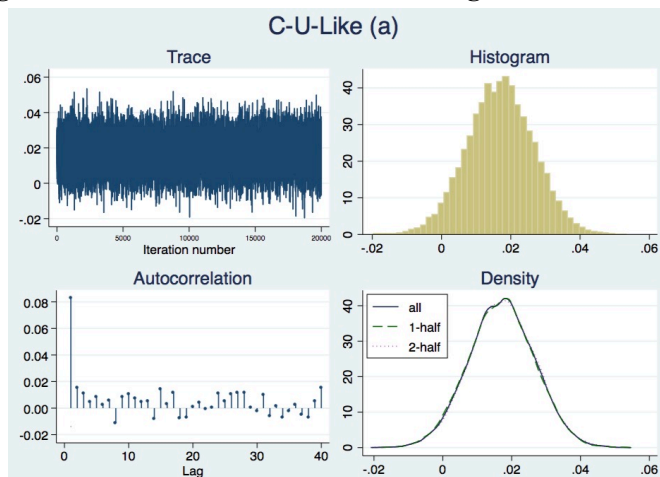 C-U-Like (a)
Trace
.06
.04
.02
0
-.02
0 5000 10000 15000 20000
Iteration number
Histogram
40
30
20
10
0
-.02 0 .02 .04 .06
Autocorrelation
0.08
0.06
0.04
0.02
0.00
-0.02
0 10 20 30 40
Lag
Density
all
1-half
2-half
40
30
20
10
0
-.02 0 .02 .04 .06